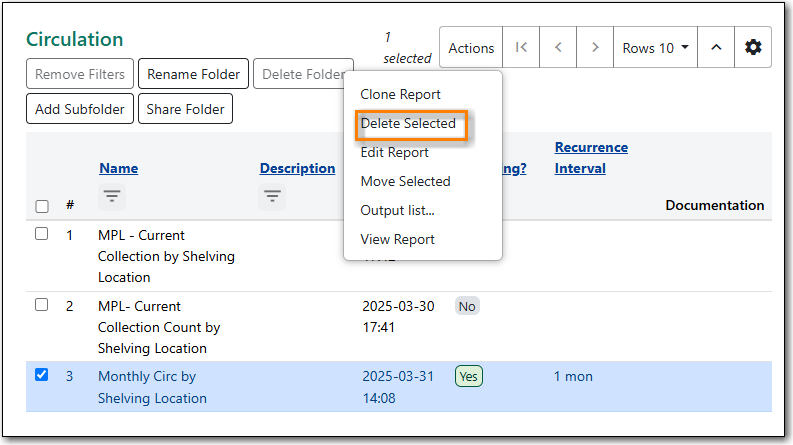 Circulation
1
selected
Actions
Rows 10
Remove Filters
Rename Folder
Delete Folder
Add Subfolder
Share Folder
Clone Report
Delete Selected
Edit Report
Move Selected
Output list...
View Report
#
Name
Description
ing?
Recurrence
Interval
Documentation
1
MPL - Current
Collection by Shelving
Location
2
MPL- Current
Collection Count by
Shelving Location
2025-03-30
17:41
No
3
Monthly Circ by
Shelving Location
2025-03-31
14:08
Yes
1 mon